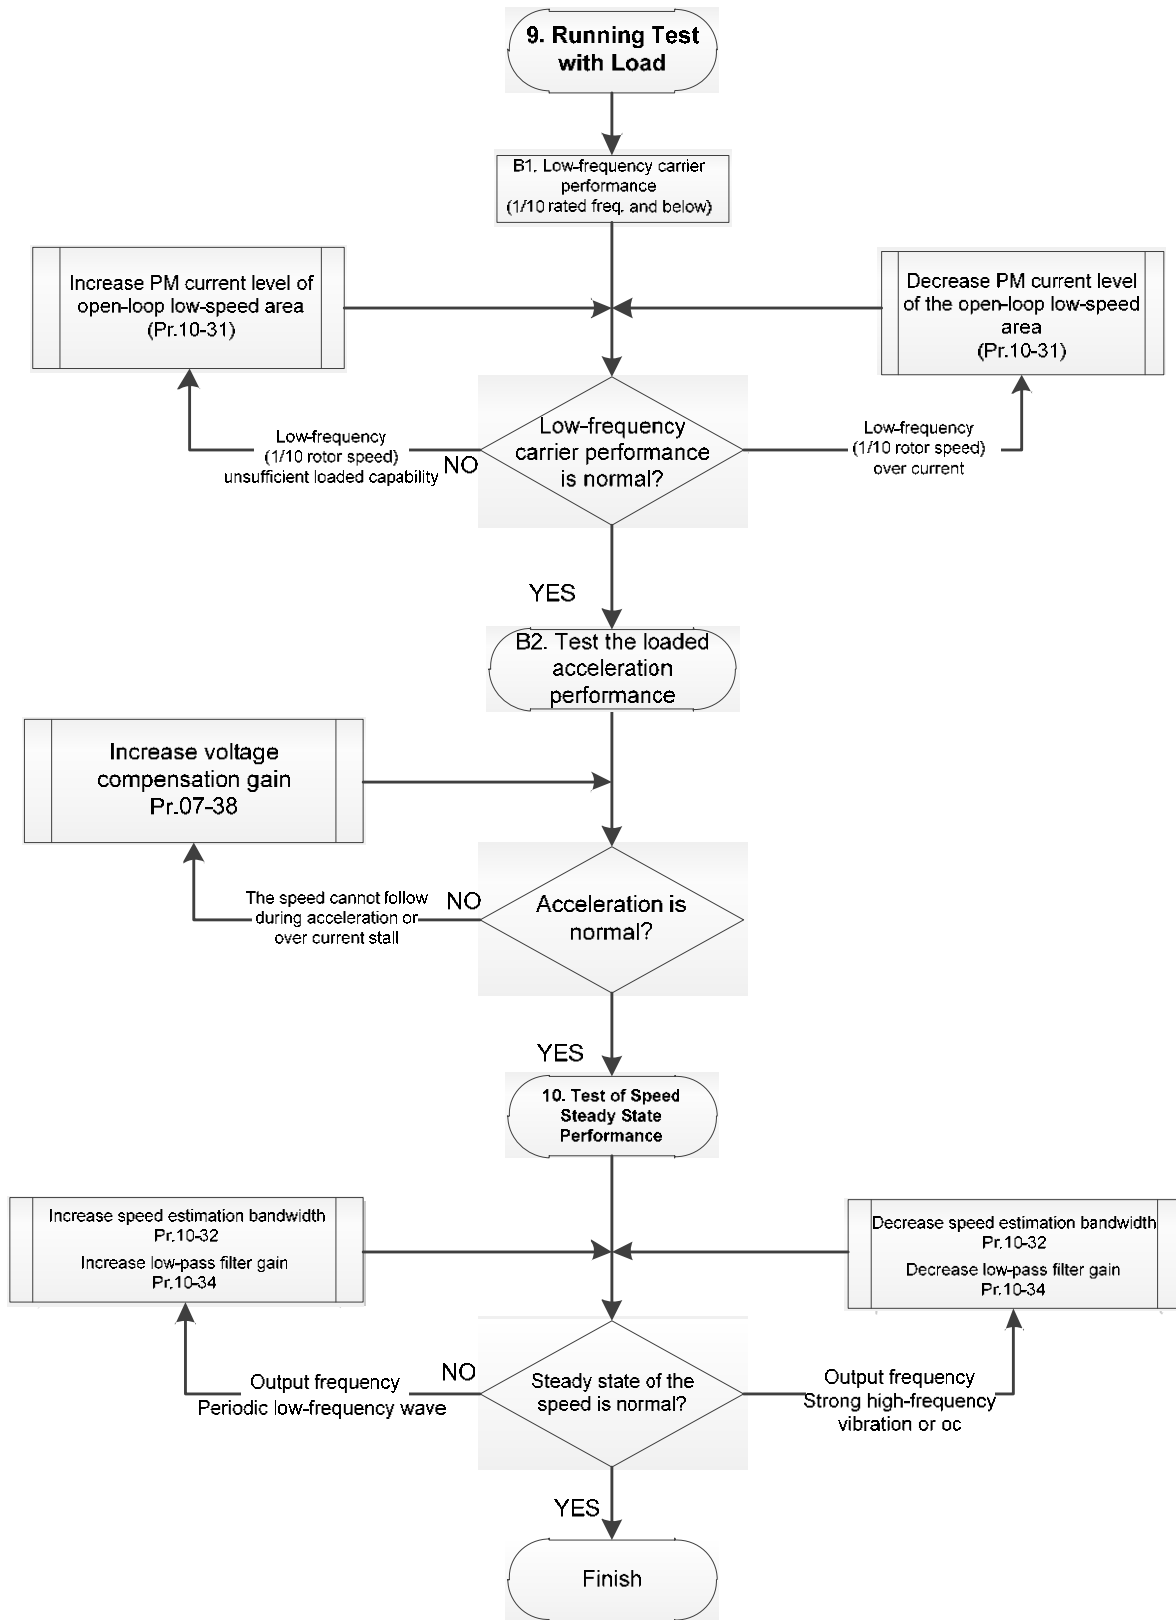 9. Running Test
with Load
B1. Low-frequency carrier
performance
(1/10 rated freq. and below)
Increase PM current level of
open-loop low-speed area
(Pr.10-31)
Decrease PM current level
of the open-loop low-speed
area
(Pr.10-31)
Low-frequency
carrier performance
is normal?
Low-frequency
(1/10 rotor speed)
unsufficient loaded capability
NO
Low-frequency
(1/10 rotor speed)
over current
YES
B2. Test the loaded
acceleration
performance
Increase voltage
compensation gain
Pr.07-38
The speed cannot follow
during acceleration or
over current stall
NO
Acceleration is
normal?
YES
10. Test of Speed
Steady State
Performance
Increase speed estimation bandwidth
Pr.10-32
Increase low-pass filter gain
Pr.10-34
Decrease speed estimation bandwidth
Pr.10-32
Decrease low-pass filter gain
Pr.10-34
Output frequency
Periodic low-frequency wave
NO
Steady state of the
speed is normal?
Output frequency
Strong high-frequency
vibration or oc
YES
Finish